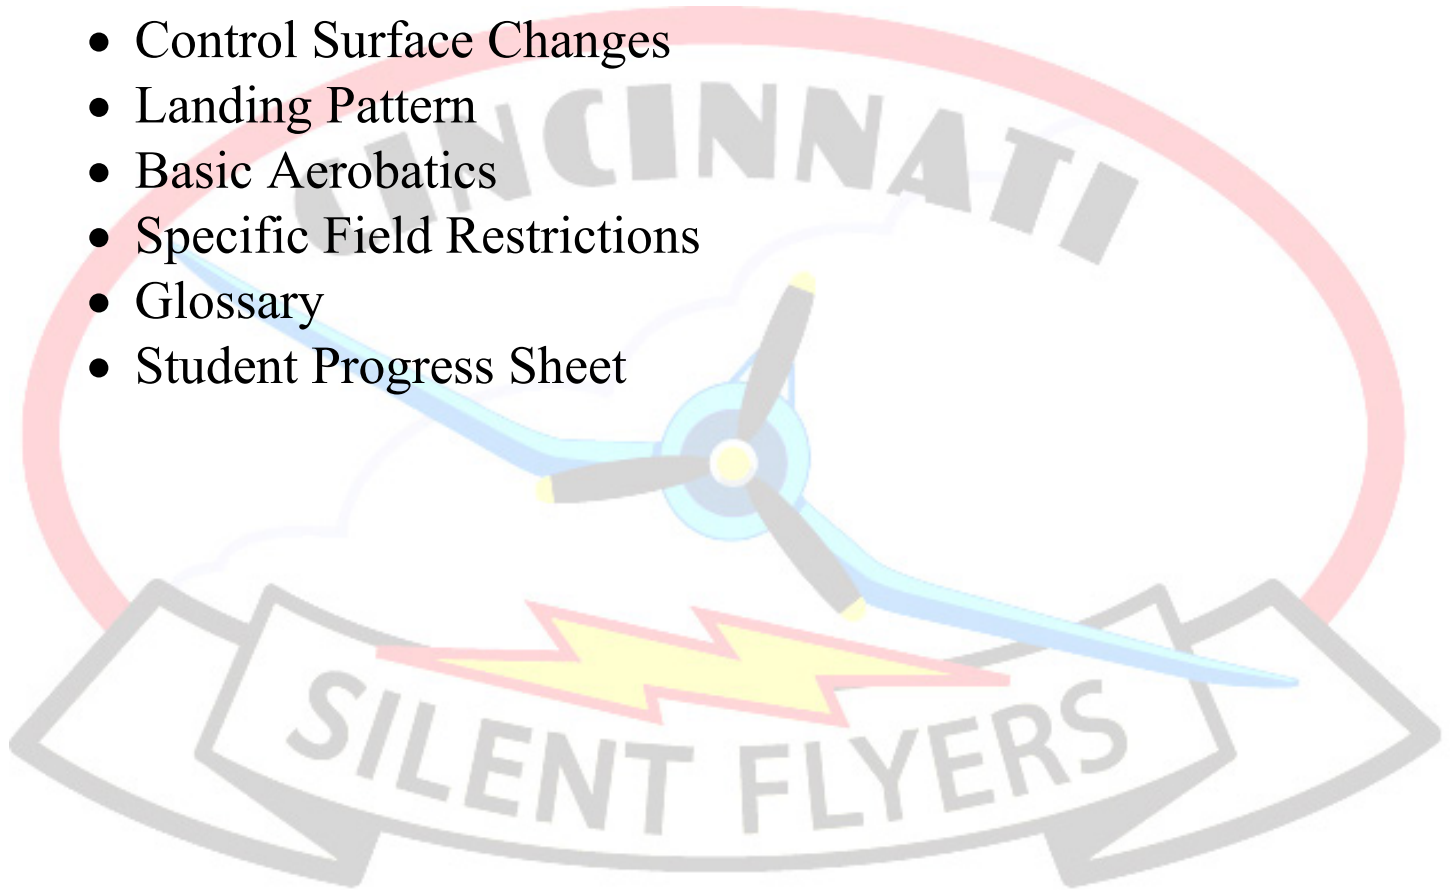 • Control Surface Changes
• Landing Pattern
• Basic Aerobatics
• Specific Field Restrictions
• Glossary
• Student Progress Sheet
CINCINNATI
SILENT FLYERS